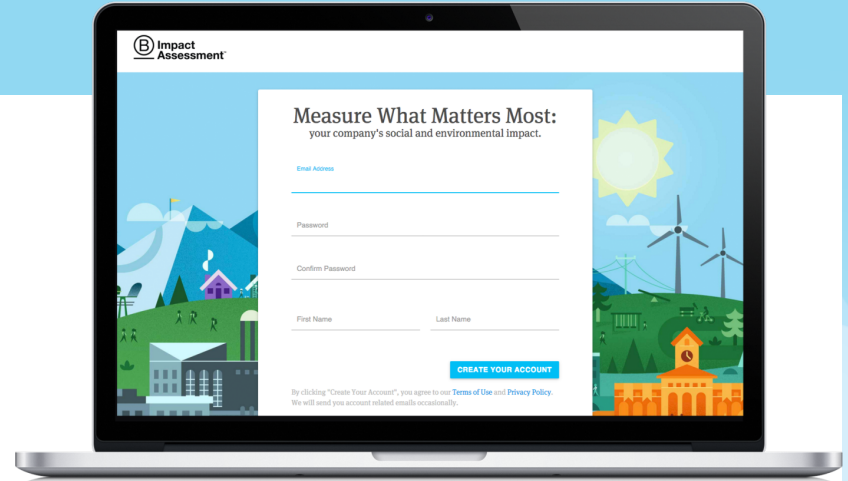 B Impact
Assessment™
Measure What Matters Most:
your company's social and environmental impact.
Email Address
Password
Confirm Password
First Name Last Name
CREATE YOUR ACCOUNT
By clicking "Create Your Account", you agree to our Terms of Use and Privacy Policy.
We will send you account related emails occasionally.